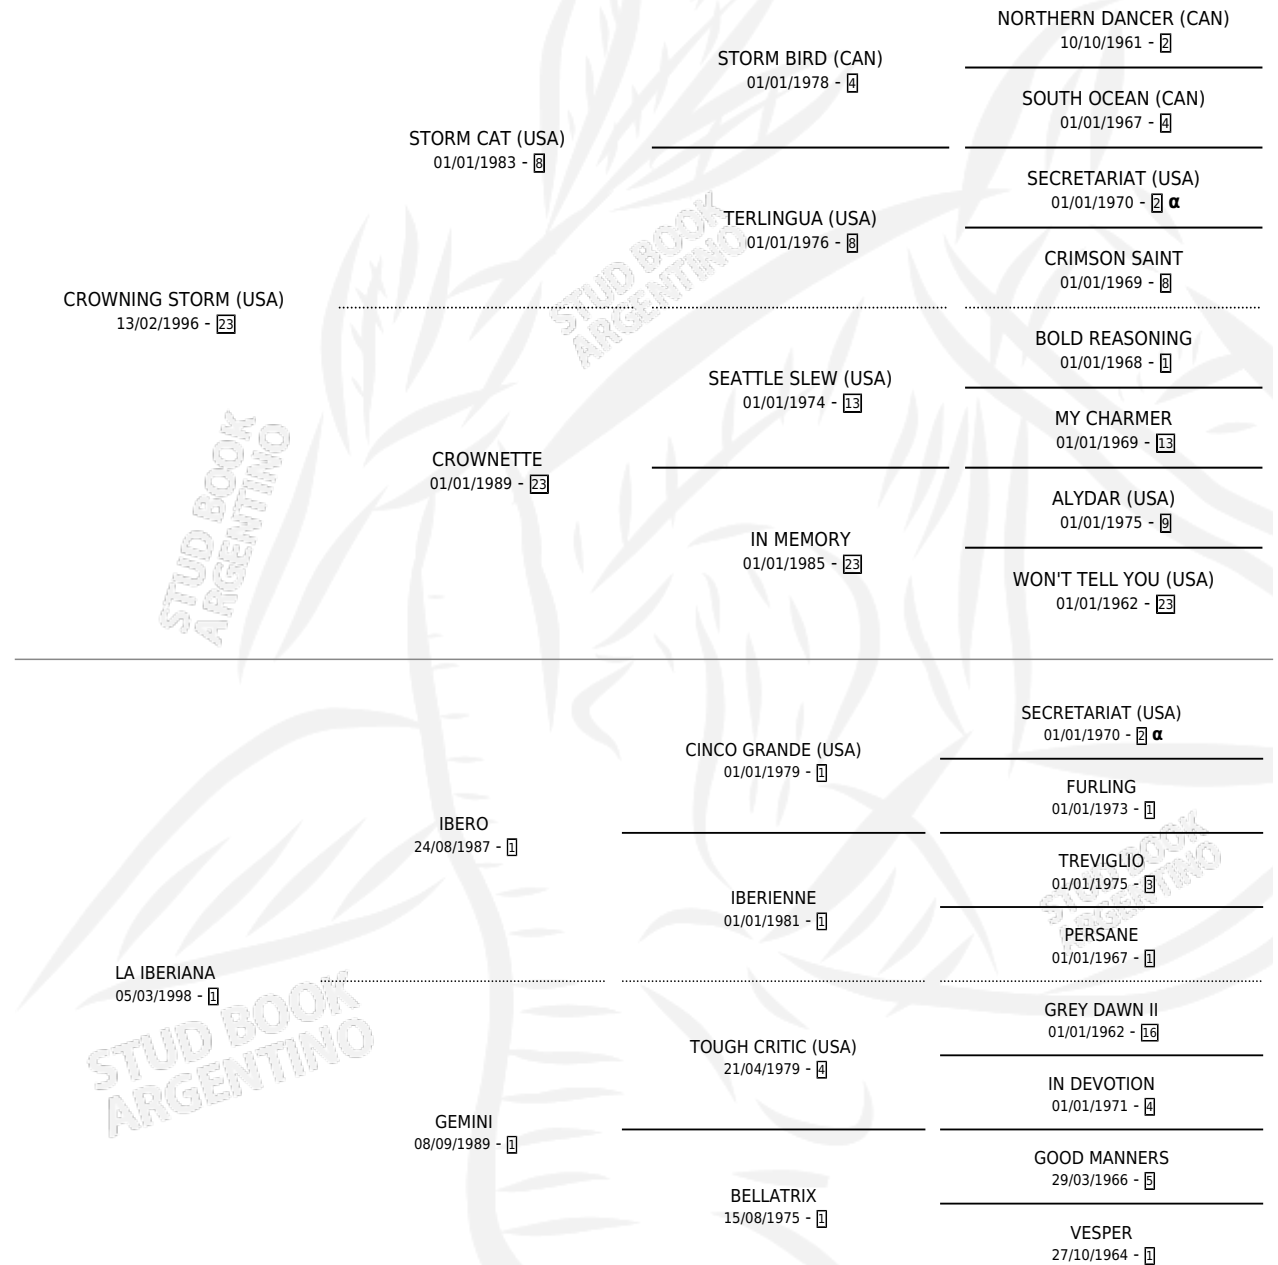 NORTHERN DANCER (CAN)
10/10/1961 - 2
STORM BIRD (CAN)
01/01/1978 - 4
SOUTH OCEAN (CAN)
01/01/1967 - 4
STORM CAT (USA)
01/01/1983 - 8
SECRETARIAT (USA)
01/01/1970 - 2 α
TERLINGUA (USA)
01/01/1976 - 8
CRIMSON SAINT
01/01/1969 - 8
CROWNING STORM (USA)
13/02/1996 - 23
BOLD REASONING
01/01/1968 - 1
SEATTLE SLEW (USA)
01/01/1974 - 13
MY CHARMER
01/01/1969 - 13
CROWNETTE
01/01/1989 - 23
ALYDAR (USA)
01/01/1975 - 9
IN MEMORY
01/01/1985 - 23
WON'T TELL YOU (USA)
01/01/1962 - 23
SECRETARIAT (USA)
01/01/1970 - 2 α
CINCO GRANDE (USA)
01/01/1979 - 1
FURLING
01/01/1973 - 1
IBERO
24/08/1987 - 1
TREVIGLIO
01/01/1975 - 3
IBERIENNE
01/01/1981 - 1
PERSANE
01/01/1967 - 1
LA IBERIANA
05/03/1998 - 1
GREY DAWN II
01/01/1962 - 16
TOUGH CRITIC (USA)
21/04/1979 - 4
IN DEVOTION
01/01/1971 - 4
GEMINI
08/09/1989 - 1
GOOD MANNERS
29/03/1966 - 5
BELLATRIX
15/08/1975 - 1
VESPER
27/10/1964 - 1
STUD BOOK
ARGENTINO
STUD BOOK
ARGENTINO
STUD BOOK
ARGENTINO
STUD BOOK
ARGENTINO